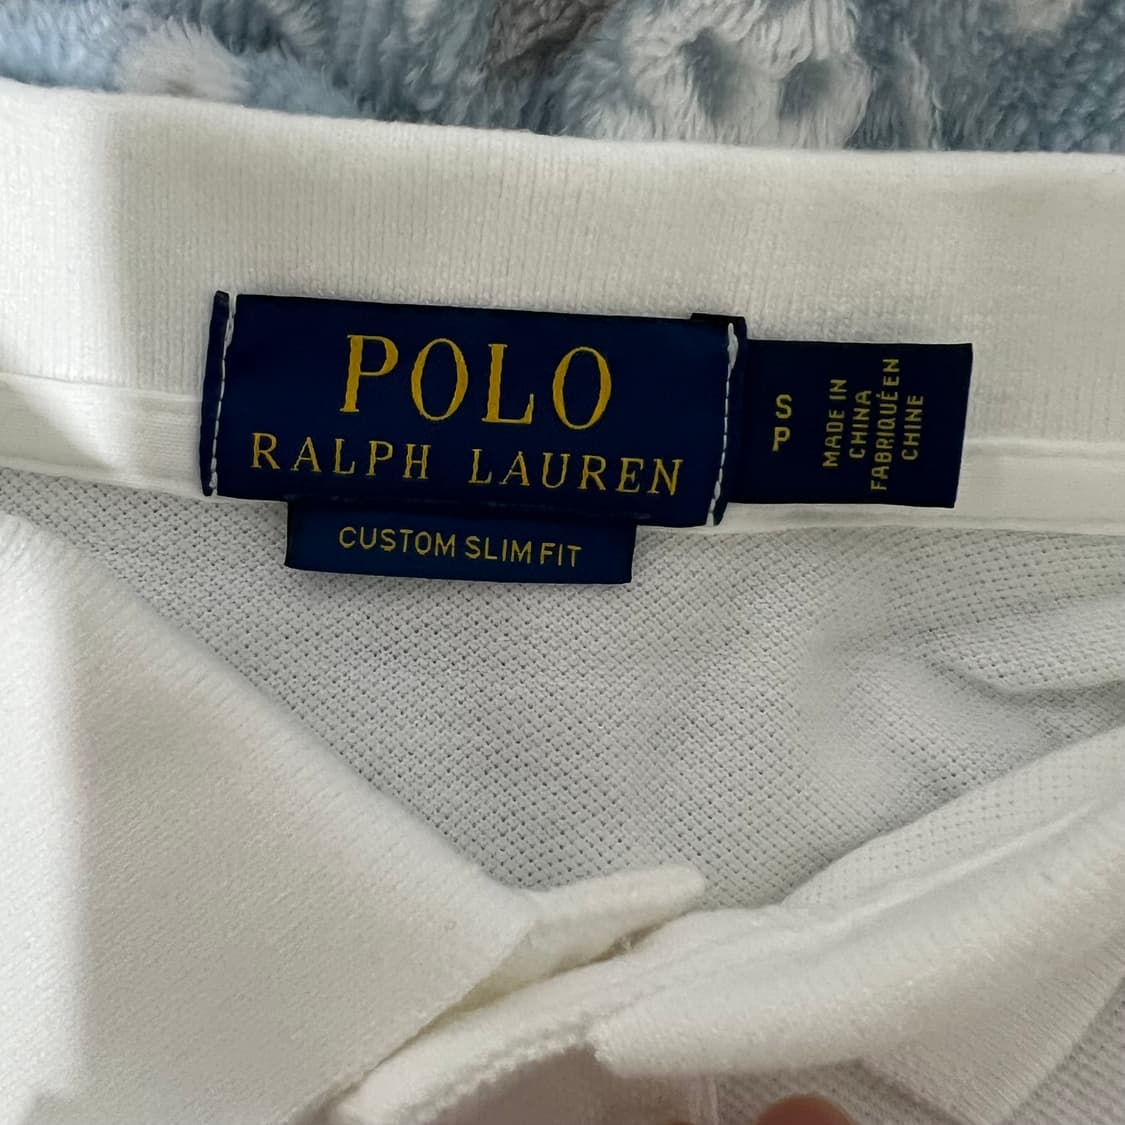 POLO
RALPH LAUREN
CUSTOM SLIM FIT
S
P
MADE IN
CHINA
FABRIQUÉ EN
CHINE